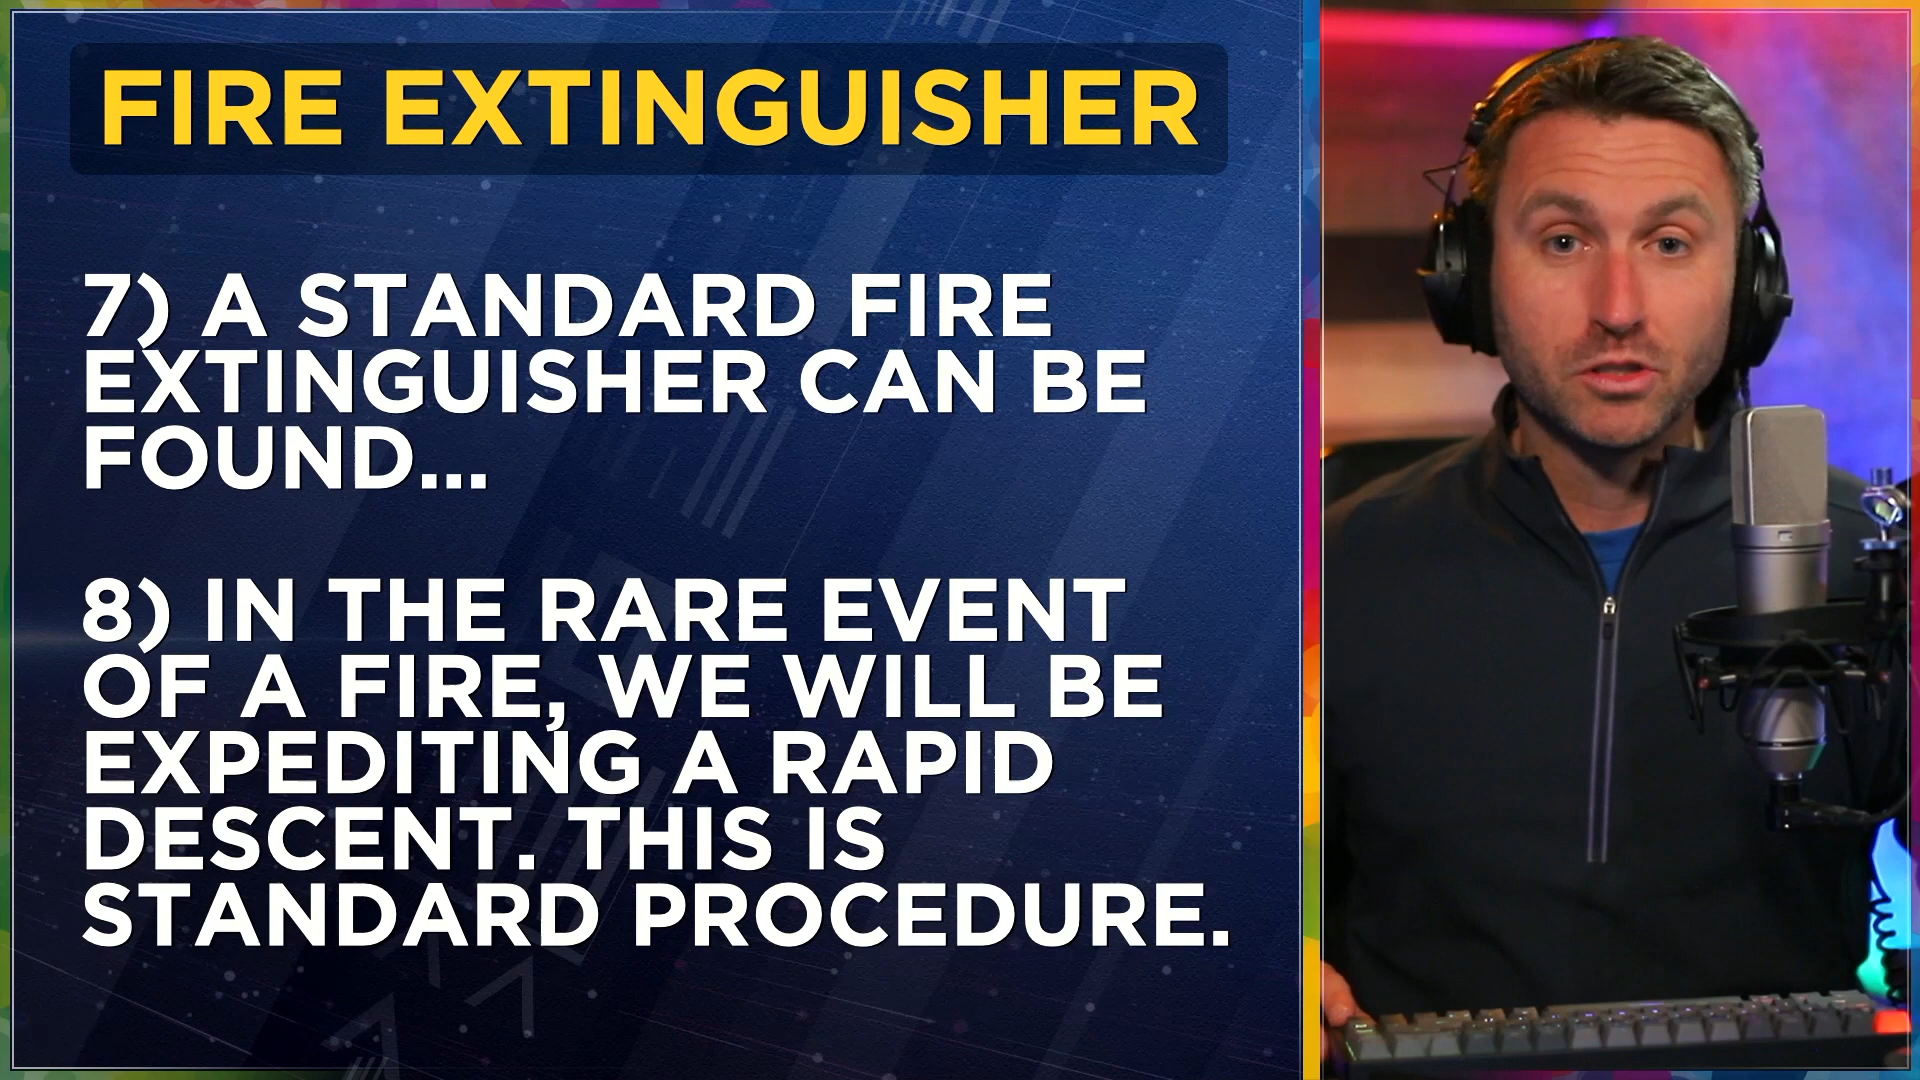 FIRE EXTINGUISHER
7) A STANDARD FIRE
EXTINGUISHER CAN BE
FOUND...
8) IN THE RARE EVENT
OF A FIRE, WE WILL BE
EXPEDITING A RAPID
DESCENT. THIS IS
STANDARD PROCEDURE.